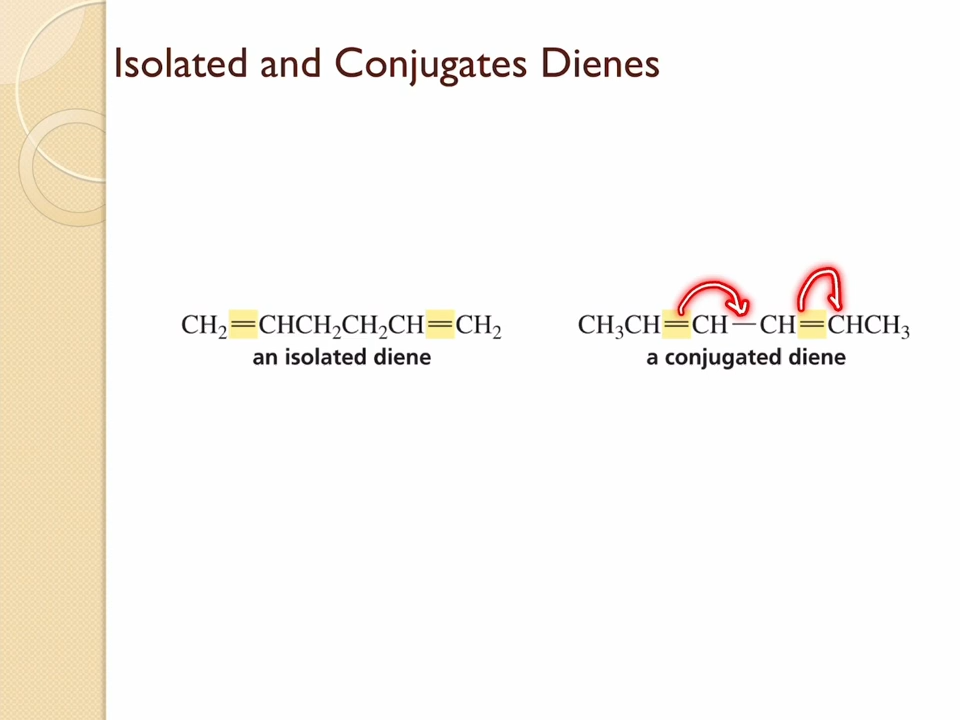 Isolated and Conjugates Dienes
CH₂=CHCH₂CH₂CH=CH₂
an isolated diene
CH₃CH=CH—CH=CHCH₃
a conjugated diene